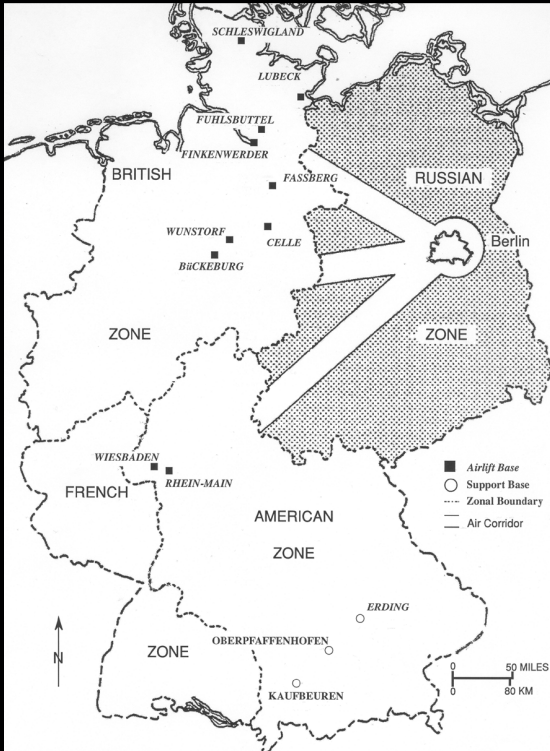 SCHLESWIGLAND
LUBECK
FUHLSBUTTEL
FINKENWERDER
BRITISH
FASSBERG
RUSSIAN
WUNSTORF
CELLE
Berlin
BüCKEBURG
ZONE
ZONE
WIESBADEN
RHEIN-MAIN
FRENCH
Airlift Base
Support Base
Zonal Boundary
Air Corridor
AMERICAN
ZONE
ERDING
OBERPFAFFENHOFEN
ZONE
N
KAUFBEUREN
0 50 MILES
0 80 KM